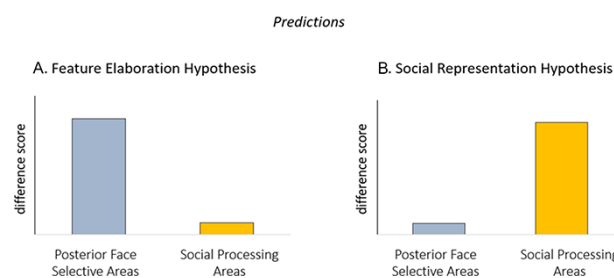 Predictions
A. Feature Elaboration Hypothesis
difference score
Posterior Face
Selective Areas
Social Processing
Areas
B. Social Representation Hypothesis
difference score
Posterior Face
Selective Areas
Social Processing
Areas